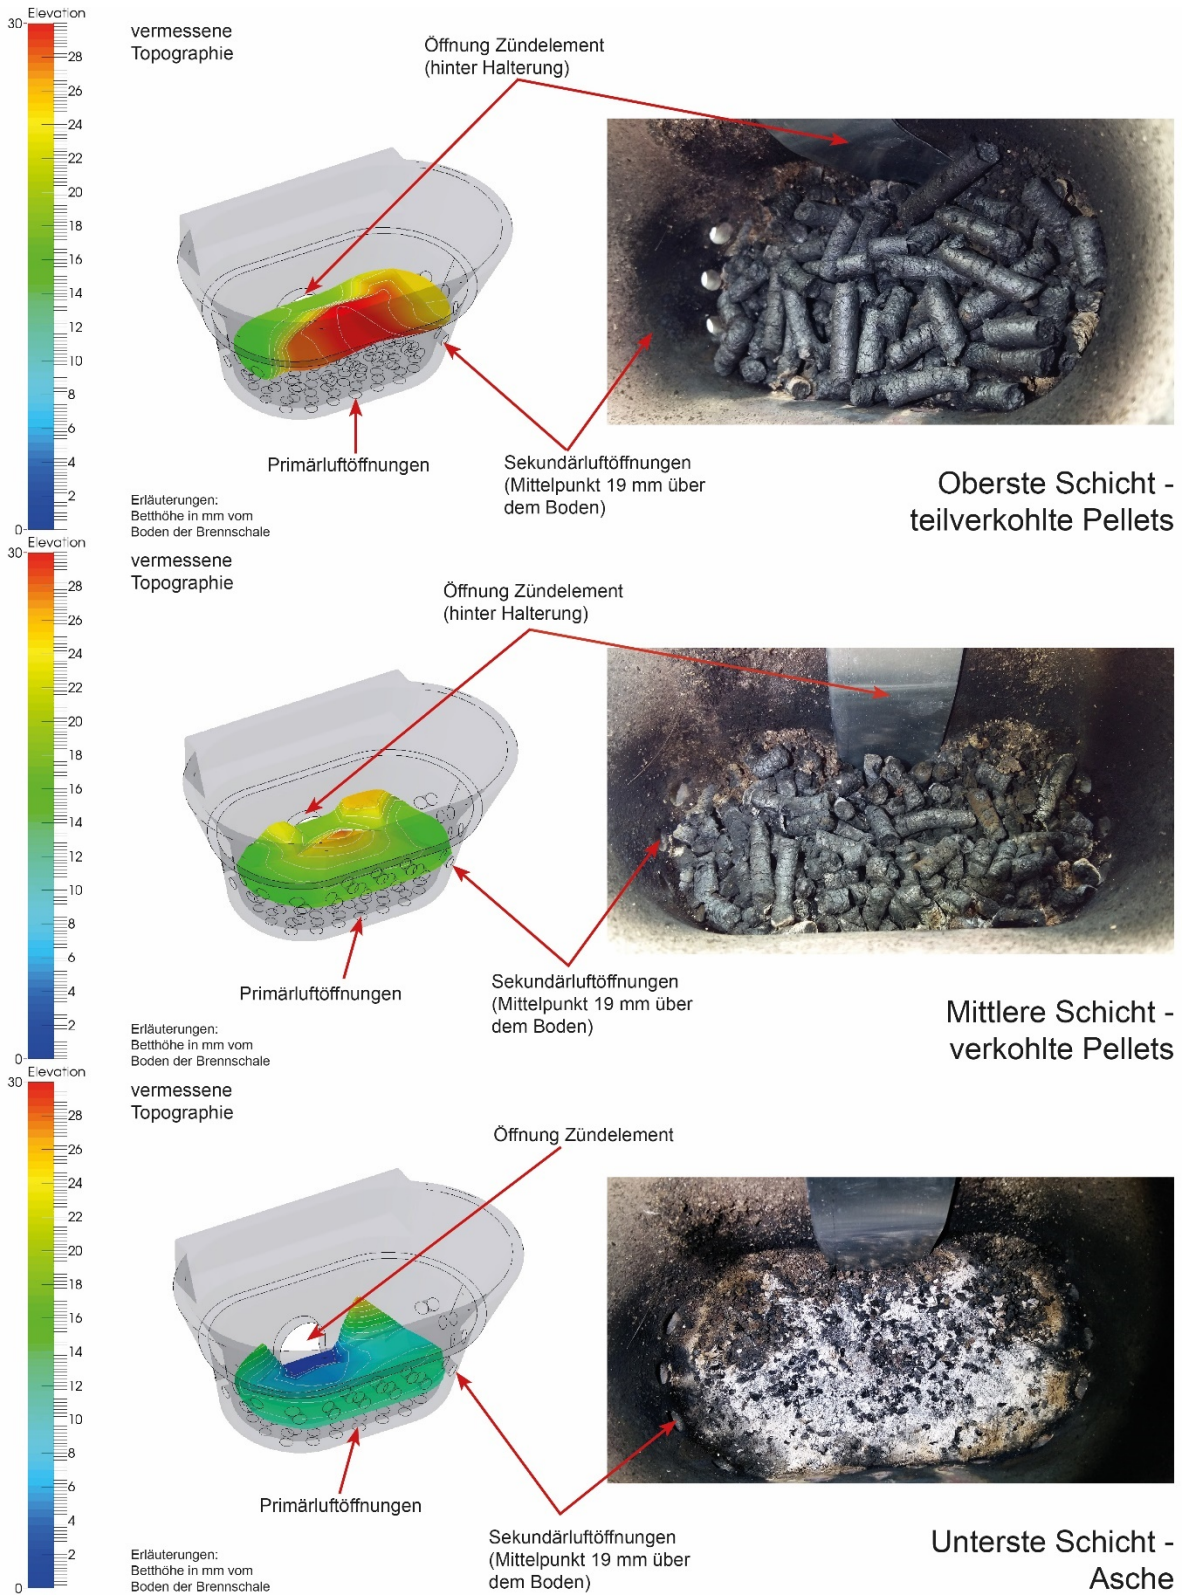 Elevation
30
28
26
24
22
20
18
16
14
12
10
8
6
4
2
0
vermessene
Topographie
Öffnung Zündelement
(hinter Halterung)
Primärluftöffnungen
Sekundärluftöffnungen
(Mittelpunkt 19 mm über
dem Boden)
Erläuterungen:
Betthöhe in mm vom
Boden der Brennschale
Oberste Schicht -
teilverkohlte Pellets
Elevation
30
28
26
24
22
20
18
16
14
12
10
8
6
4
2
0
vermessene
Topographie
Öffnung Zündelement
(hinter Halterung)
Primärluftöffnungen
Sekundärluftöffnungen
(Mittelpunkt 19 mm über
dem Boden)
Erläuterungen:
Betthöhe in mm vom
Boden der Brennschale
Mittlere Schicht -
verkohlte Pellets
Elevation
30
28
26
24
22
20
18
16
14
12
10
8
6
4
2
0
vermessene
Topographie
Öffnung Zündelement
Primärluftöffnungen
Sekundärluftöffnungen
(Mittelpunkt 19 mm über
dem Boden)
Erläuterungen:
Betthöhe in mm vom
Boden der Brennschale
Unterste Schicht -
Asche